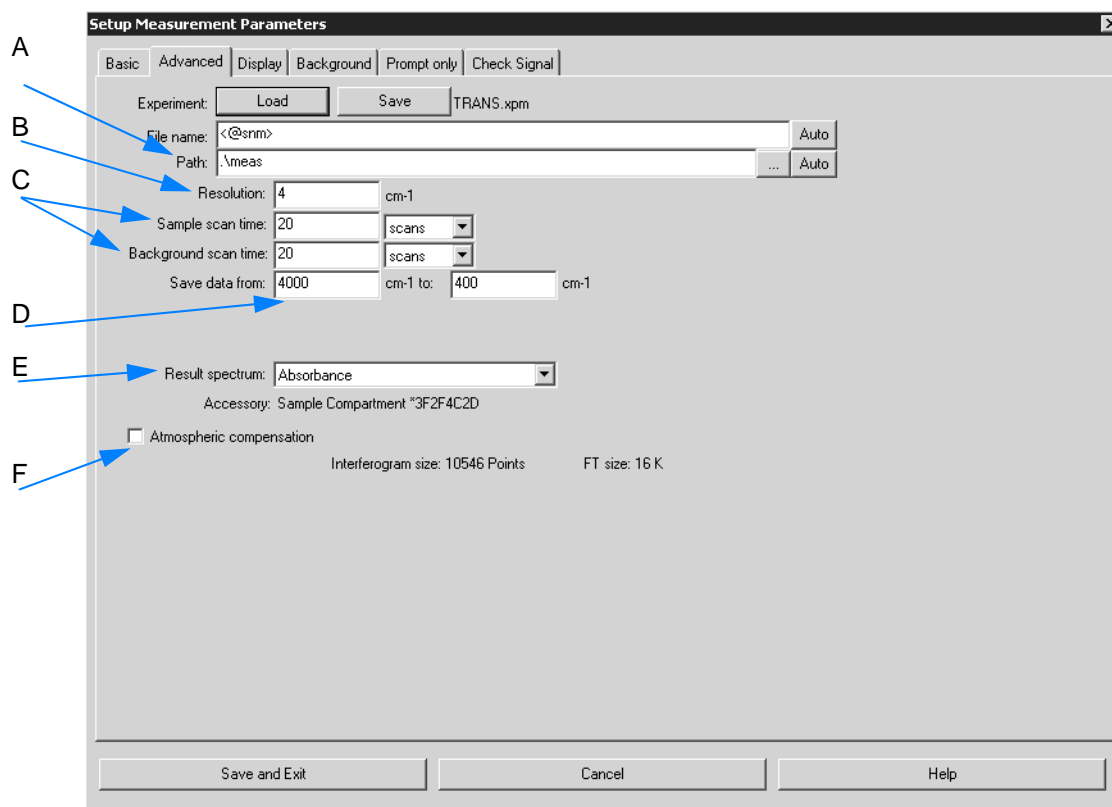 Setup Measurement Parameters
A
Basic Advanced Display Background Prompt only Check Signal
Experiment: Load Save TRANS.xpm
B
File name: <@snm> Auto
Path: .\meas ... Auto
C
Resolution: 4 cm-1
Sample scan time: 20 scans
Background scan time: 20 scans
Save data from: 4000 cm-1 to: 400 cm-1
D
E
Result spectrum: Absorbance
Accessory: Sample Compartment *3F2F4C2D
Atmospheric compensation
F
Interferogram size: 10546 Points FT size: 16 K
Save and Exit Cancel Help